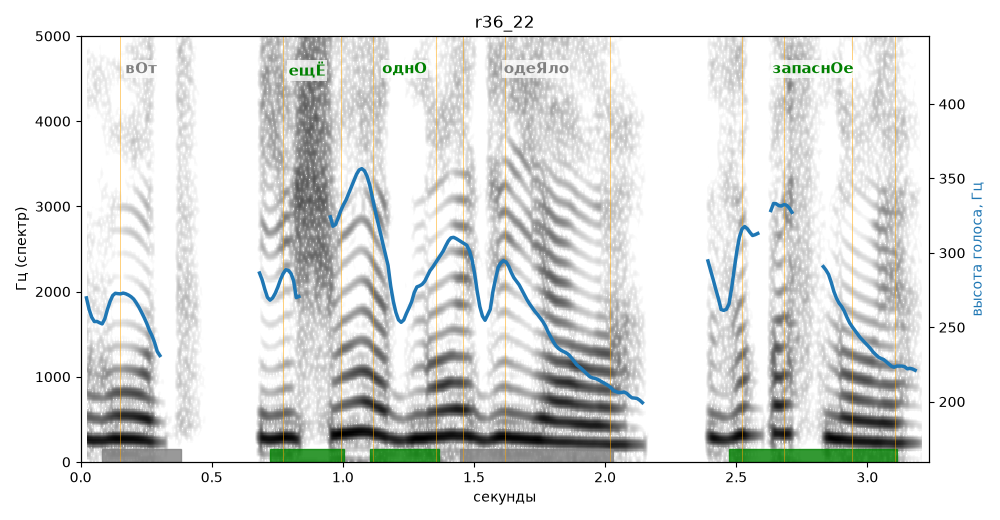 r36_22
вОт
ещЁ
однО
одеЯло
запаснОе
5000
4000
3000
2000
1000
0
Гц (спектр)
400
350
300
250
200
высота голоса, Гц
0.0 0.5 1.0 1.5 2.0 2.5 3.0
секунды